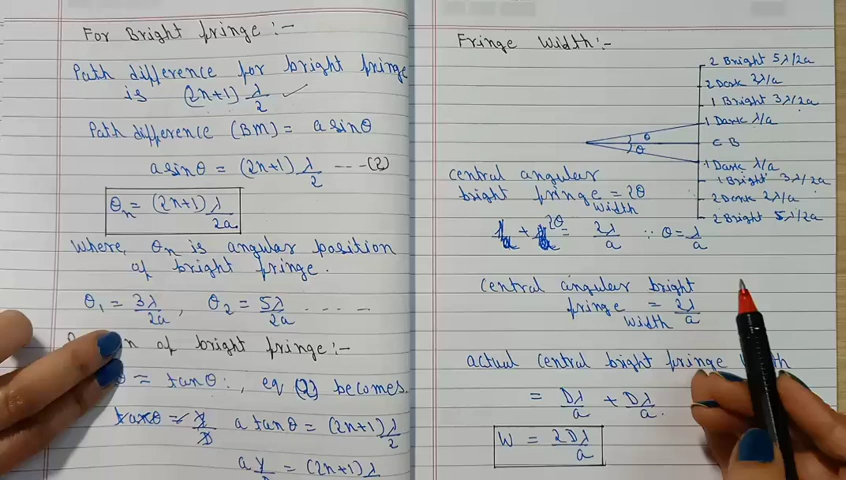 For Bright fringe :-
Path difference for bright fringe
is (2n+1) λ/2 ✓
Path difference (BM) = a sinθ
a sinθ = (2n+1) λ/2 ---- (2)
θn = (2n+1) λ/2a
Where, θn is angular position
of bright fringe.
θ1 = 3λ/2a , θ2 = 5λ/2a ....
n of bright fringe :-
θ ≈ tanθ :, eq (2) becomes.
tanθ = y/D a tanθ = (2n+1) λ/2
a y = (2n+1) λ
Fringe Width :-
2 Bright 5λ/2a
2 Dark 2λ/a
1 Bright 3λ/2a
1 Dark λ/a
θ
C B
θ
1 Dark λ/a
1 Bright 3λ/2a
2 Dark 2λ/a
2 Bright 5λ/2a
central angular
bright fringe width = 2θ
2θ = 2λ/a ∵ θ = λ/a
central angular bright
fringe width = 2λ/a
actual central bright fringe width
= Dλ/a + Dλ/a.
W = 2Dλ/a